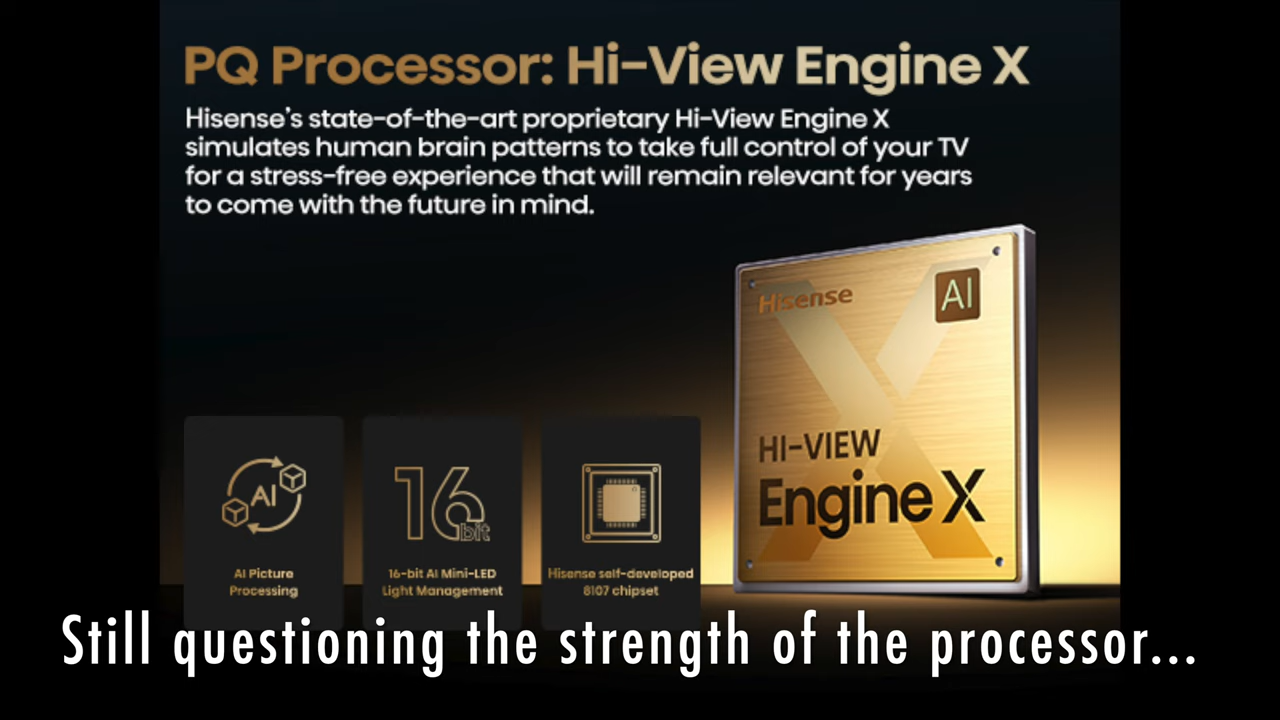 PQ Processor: Hi-View Engine X
Hisense's state-of-the-art proprietary Hi-View Engine X
simulates human brain patterns to take full control of your TV
for a stress-free experience that will remain relevant for years
to come with the future in mind.
Hisense
AI
HI-VIEW
Engine X
AI
AI Picture
Processing
16
bit
16-bit AI Mini-LED
Light Management
Hisense self-developed
8107 chipset
Still questioning the strength of the processor...